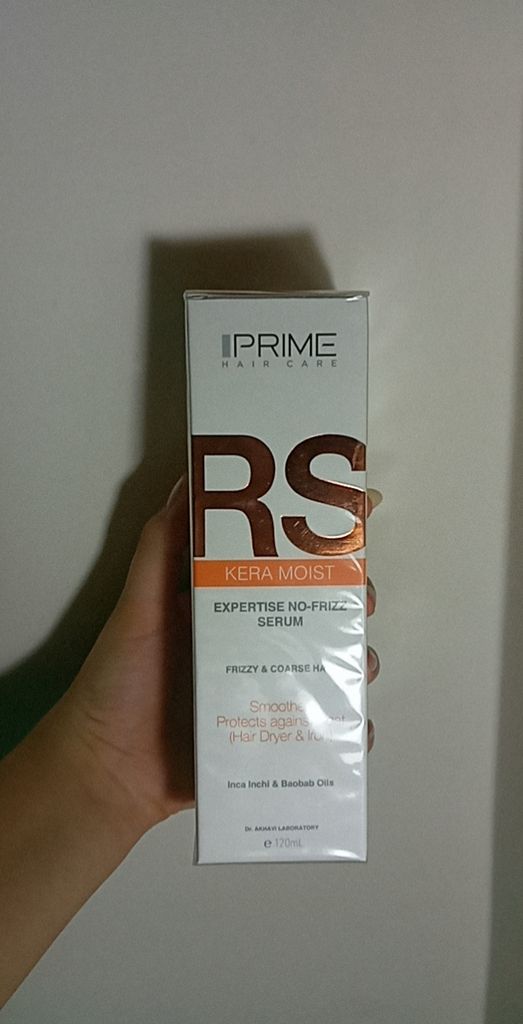 PRIME
HAIR CARE
RS
KERA MOIST
EXPERTISE NO-FRIZZ
SERUM
FRIZZY & COARSE
Protects against
(Hair Dryer &
Inca Inchi & Baobab Oils
Dr. AKHAVI LABORATORY
e 120mL